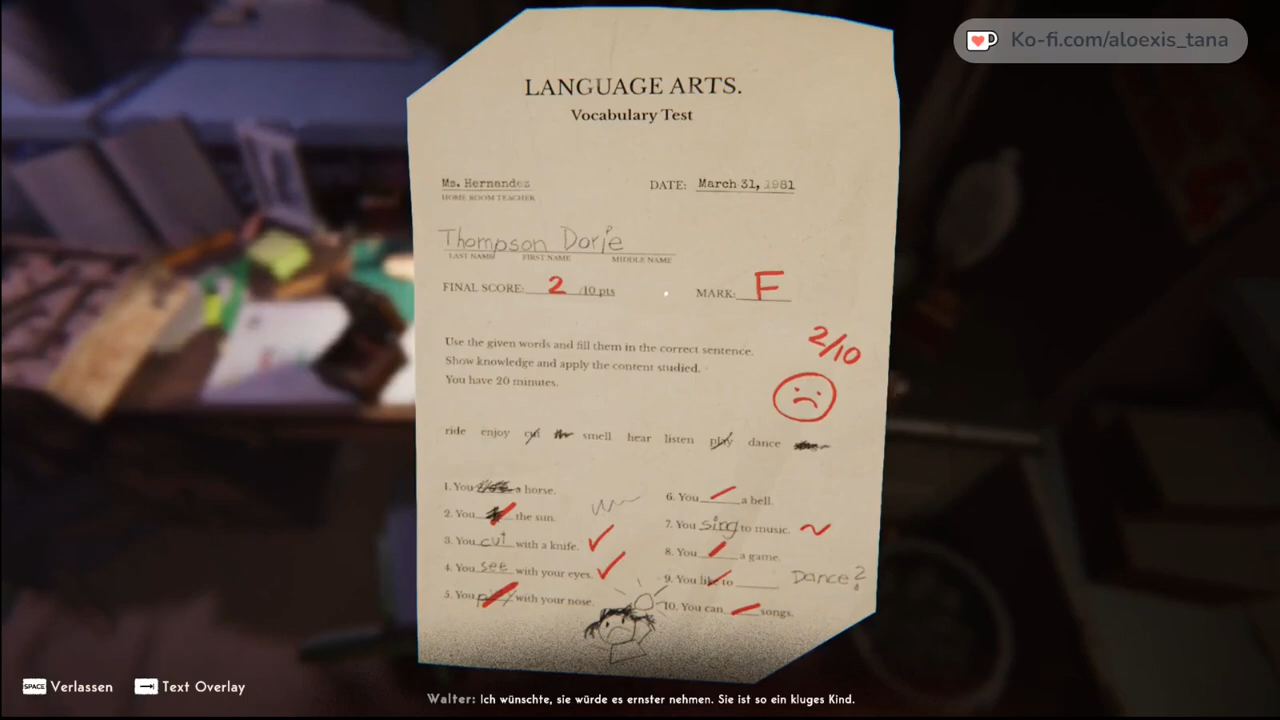 Ko-fi.com/aloexis_tana
LANGUAGE ARTS.
Vocabulary Test
Ms. Hernandez
HOME ROOM TEACHER
DATE: March 31, 1981
Thompson Dorje
LAST NAME FIRST NAME MIDDLE NAME
FINAL SCORE: 2 /10 pts
MARK: F
2/10
Use the given words and fill them in the correct sentence.
Show knowledge and apply the content studied.
You have 20 minutes.
ride enjoy cut smell hear listen play dance
1. You a horse.
2. You the sun.
3. You cut with a knife.
4. You see with your eyes.
5. You with your nose.
6. You ___ a bell.
7. You sing to music.
8. You ___ a game.
9. You like to ___ Dance?
10. You can ___ songs.
SPACE Verlassen
Text Overlay
Walter: Ich wünschte, sie würde es ernster nehmen. Sie ist so ein kluges Kind.